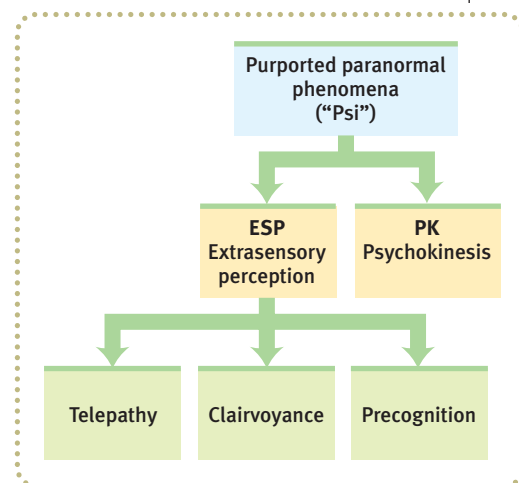 Purported paranormal
phenomena
(“Psi”)
ESP
Extrasensory
perception
PK
Psychokinesis
Telepathy
Clairvoyance
Precognition